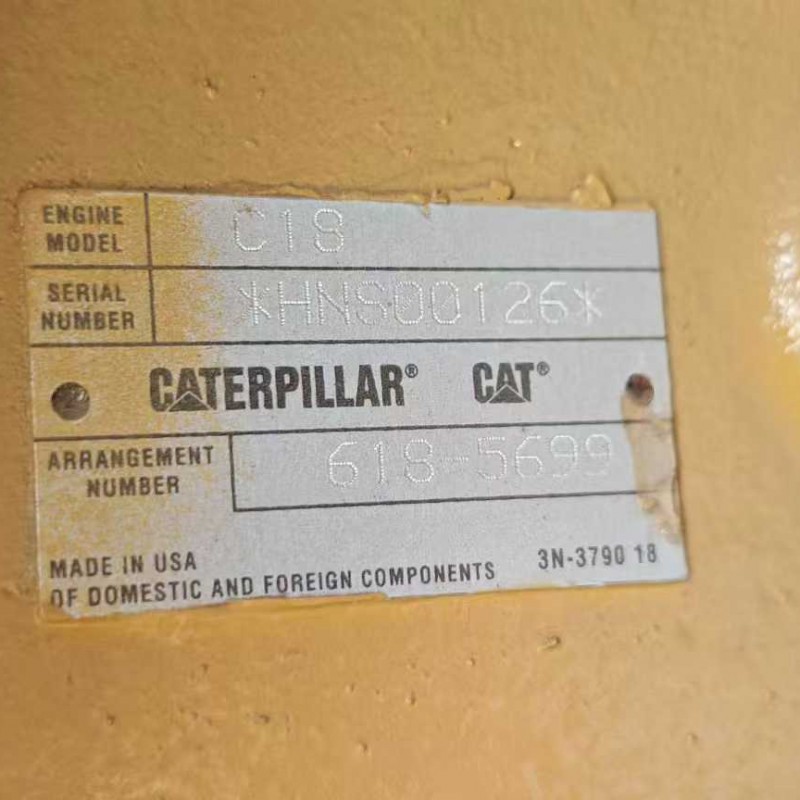 ENGINE MODEL C18
SERIAL NUMBER *HNS00126*
CATERPILLAR® CAT®
ARRANGEMENT NUMBER 618-5699
MADE IN USA
OF DOMESTIC AND FOREIGN COMPONENTS 3N-3790 18